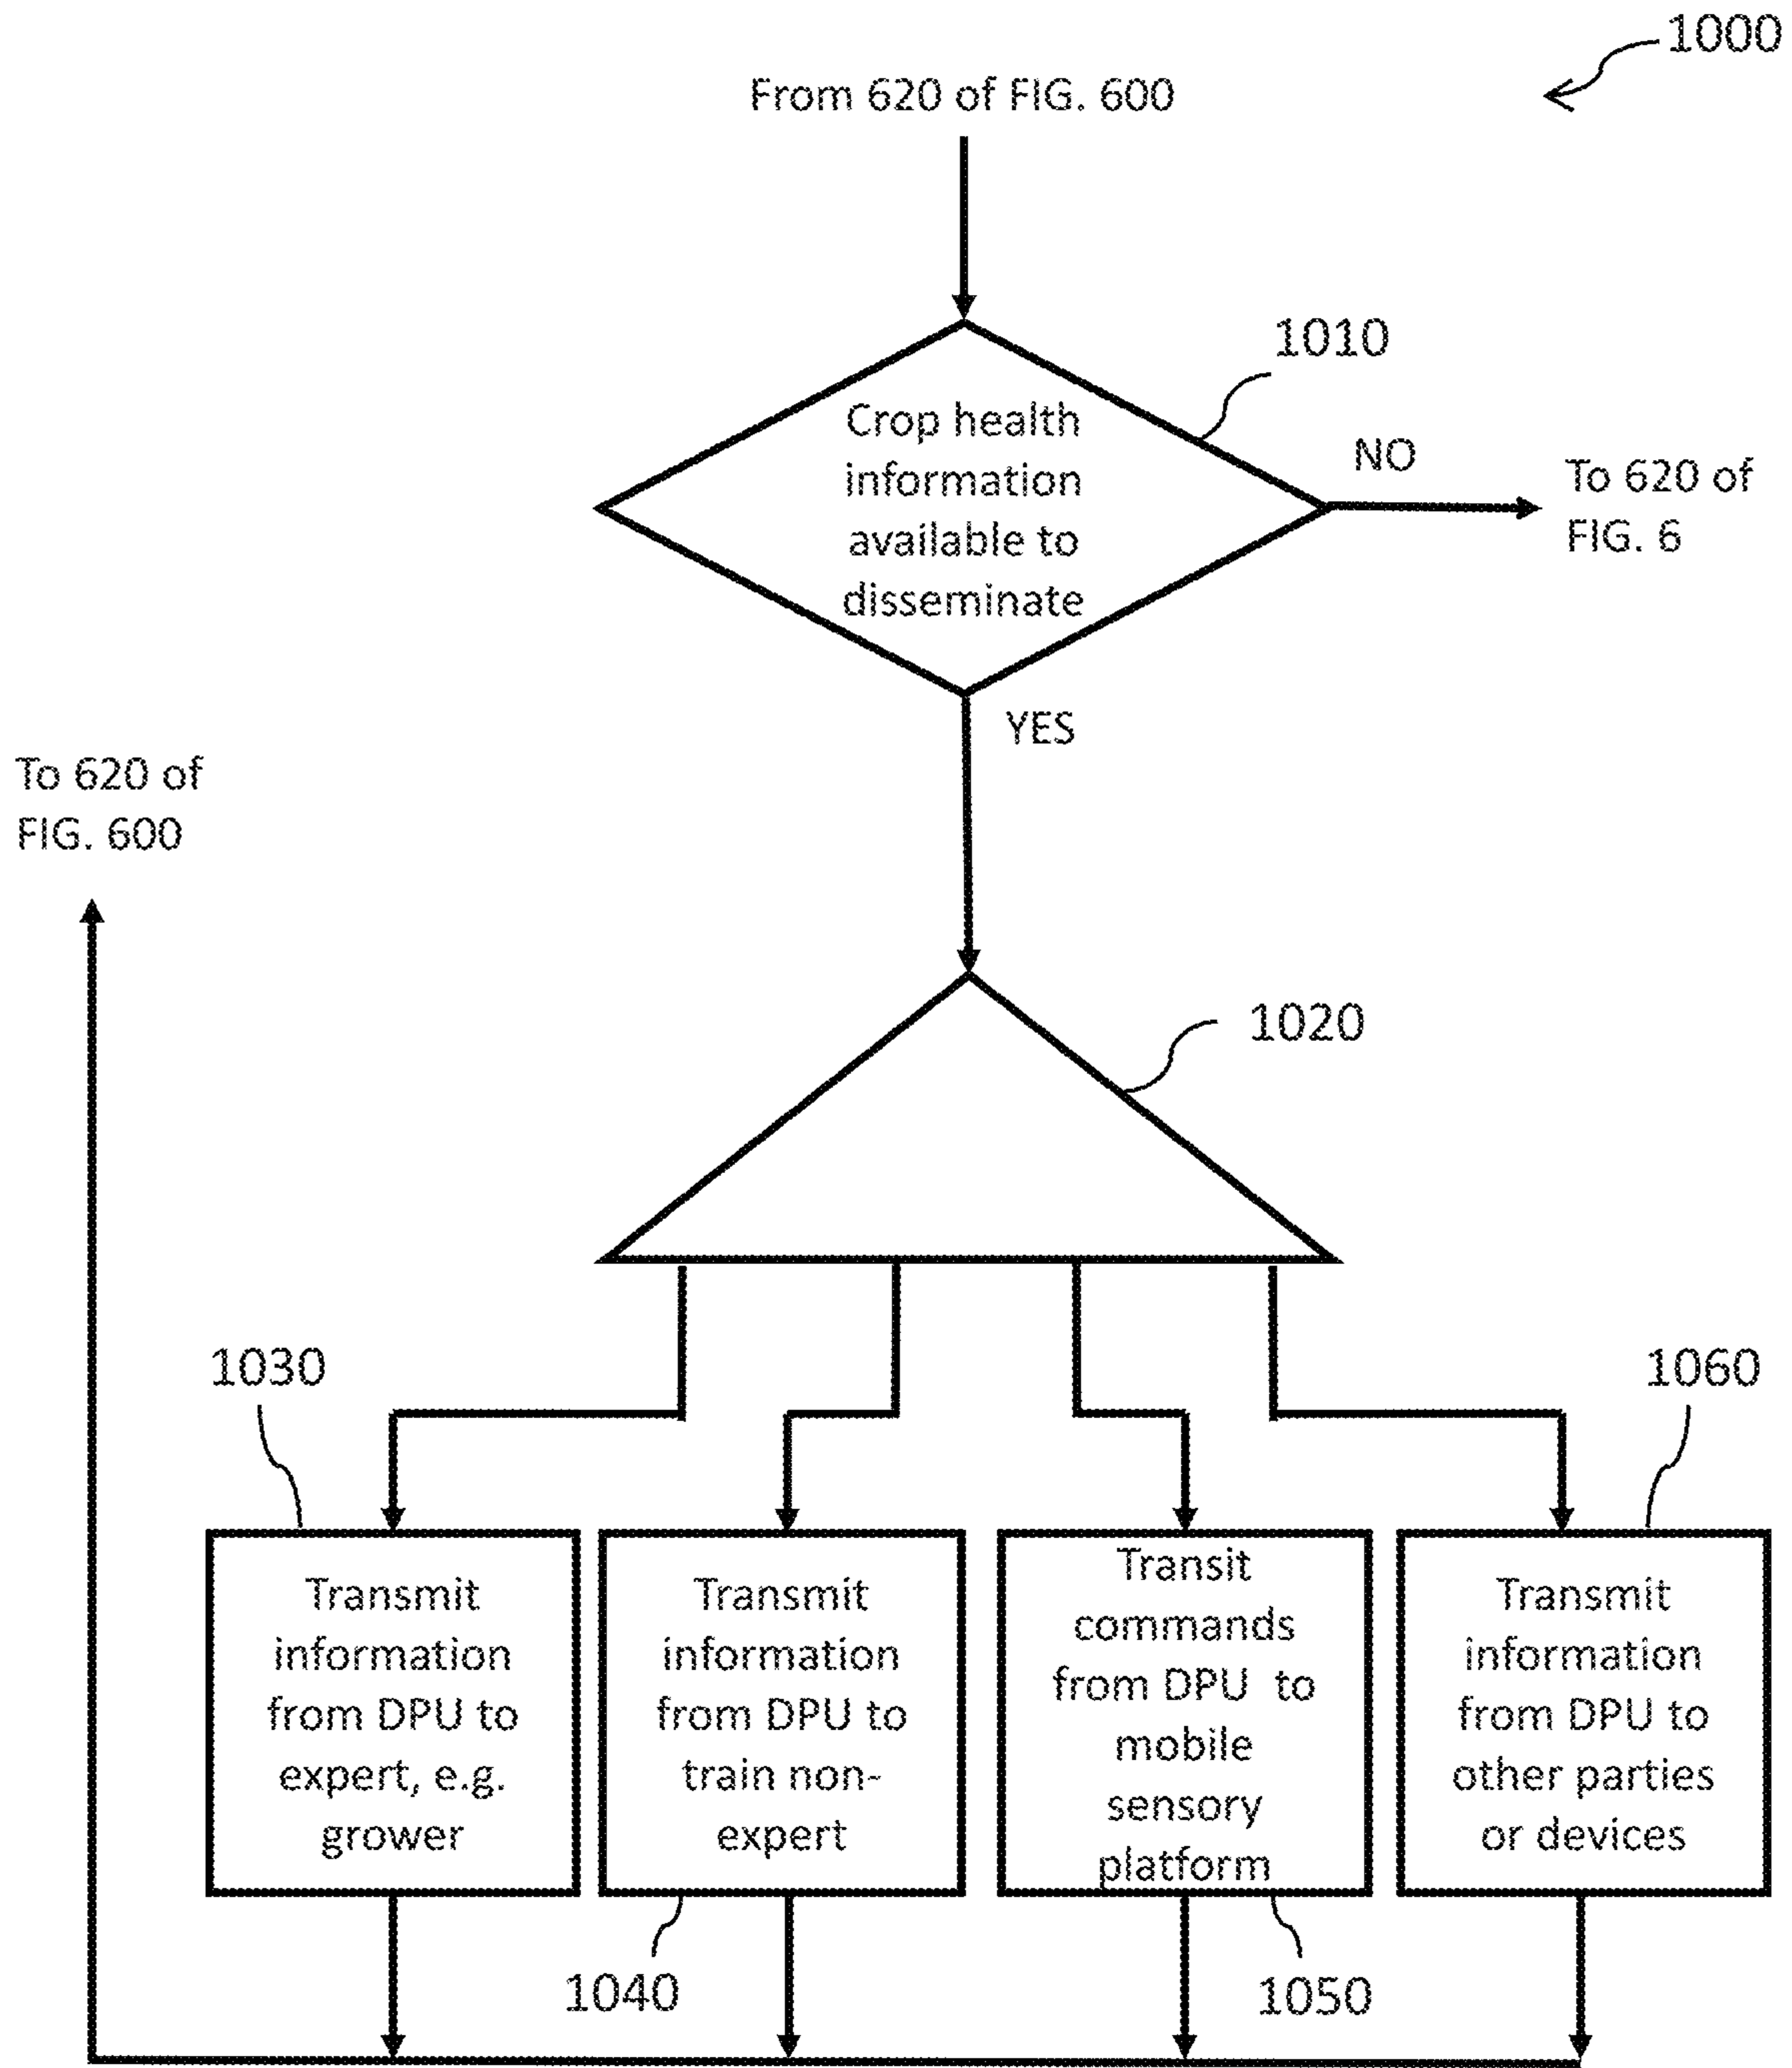 1000
From 620 of FIG. 600
1010
Crop health
information
available to
disseminate
NO
To 620 of
FIG. 6
YES
To 620 of
FIG. 600
1020
1030
1060
Transmit
information
from DPU to
expert, e.g.
grower
Transmit
information
from DPU to
train non-
expert
Transit
commands
from DPU to
mobile
sensory
platform
Transmit
information
from DPU to
other parties
or devices
1040
1050